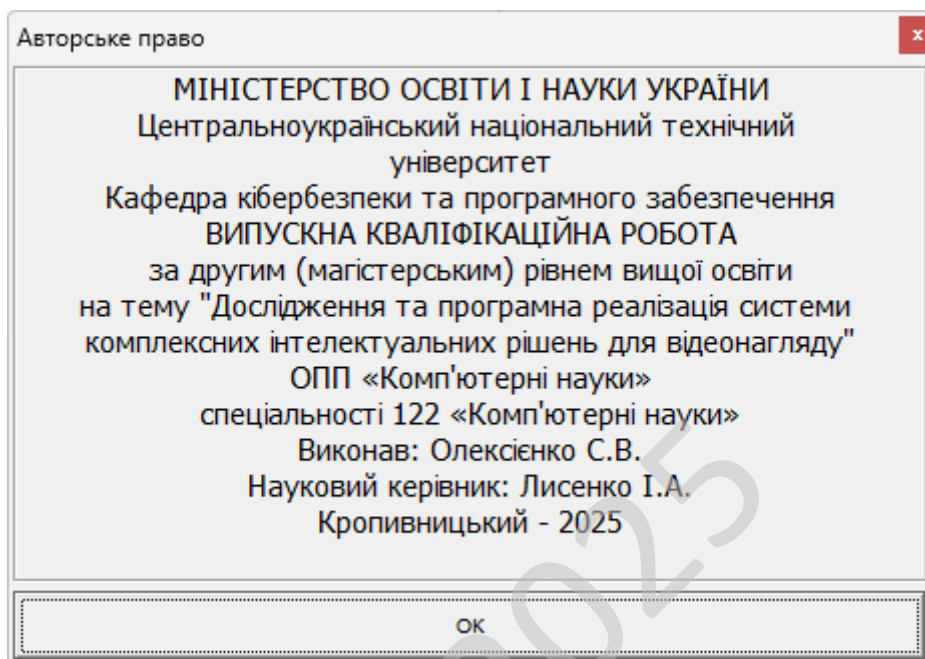 Авторське право
x
МІНІСТЕРСТВО ОСВІТИ І НАУКИ УКРАЇНИ
Центральноукраїнський національний технічний
університет
Кафедра кібербезпеки та програмного забезпечення
ВИПУСКНА КВАЛІФІКАЦІЙНА РОБОТА
за другим (магістерським) рівнем вищої освіти
на тему "Дослідження та програмна реалізація системи
комплексних інтелектуальних рішень для відеонагляду"
ОПП «Комп'ютерні науки»
спеціальності 122 «Комп'ютерні науки»
Виконав: Олексієнко С.В.
Науковий керівник: Лисенко І.А.
Кропивницький - 2025
ОК
2025